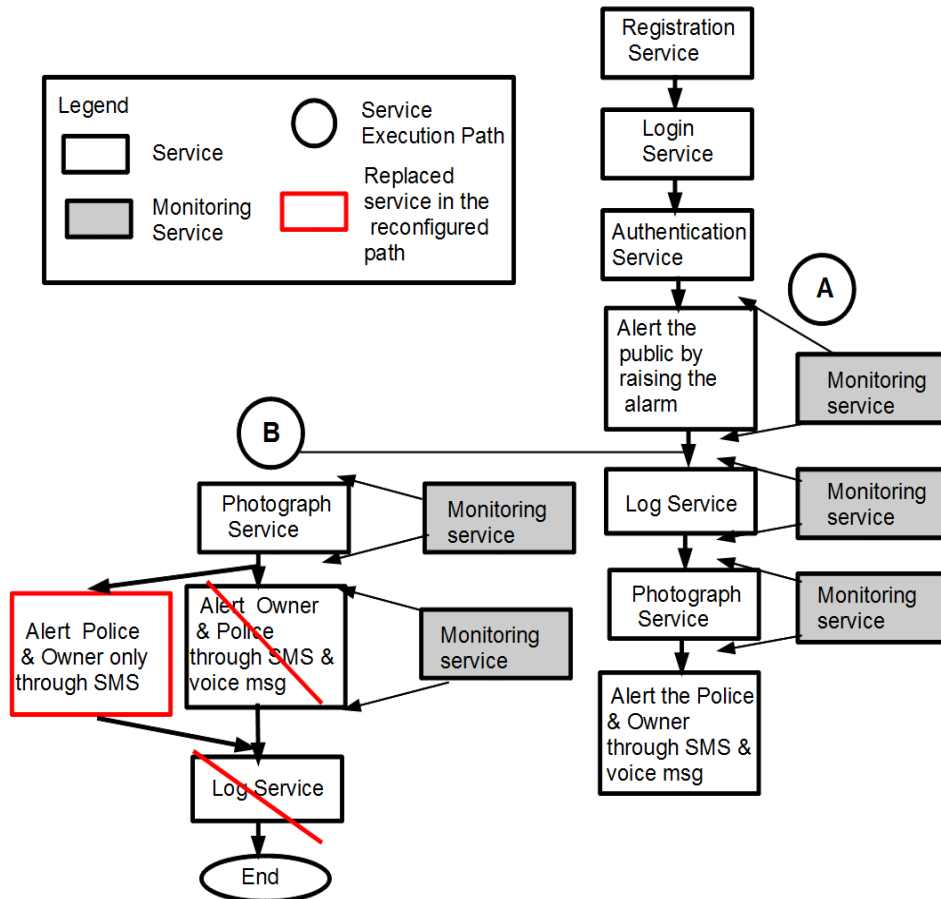 Registration
Service
Legend
Service
Execution Path
Service
Replaced
service in the
reconfigured
path
Monitoring
Service
Login
Service
Authentication
Service
A
Alert the
public by
raising the
alarm
Monitoring
service
B
Log Service
Monitoring
service
Photograph
Service
Monitoring
service
Photograph
Service
Monitoring
service
Alert Police
& Owner only
through SMS
Alert Owner
& Police
through SMS &
voice msg
Monitoring
service
Alert the Police
& Owner
through SMS &
voice msg
Log Service
End